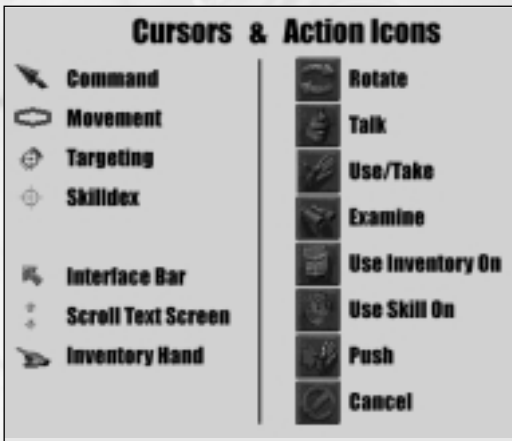 Cursors & Action Icons
Command
Movement
Targeting
Skilldex
Interface Bar
Scroll Text Screen
Inventory Hand
Rotate
Talk
Use/Take
Examine
Use Inventory On
Use Skill On
Push
Cancel